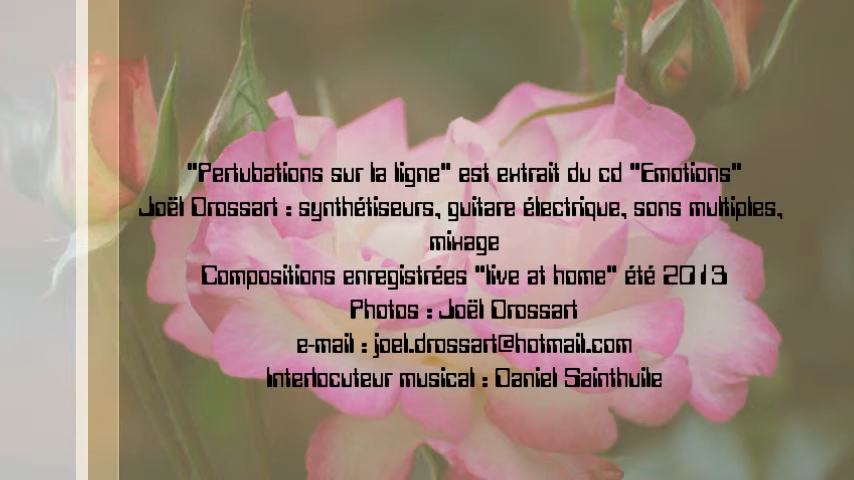 "Pertubations sur la ligne" est extrait du cd "Emotions"
Joël Drossart : synthétiseurs, guitare électrique, sons multiples,
mixage
Compositions enregistrées "live at home" été 2013
Photos : Joël Drossart
e-mail : joel.drossart@hotmail.com
Interlocuteur musical : Daniel Sainthuile